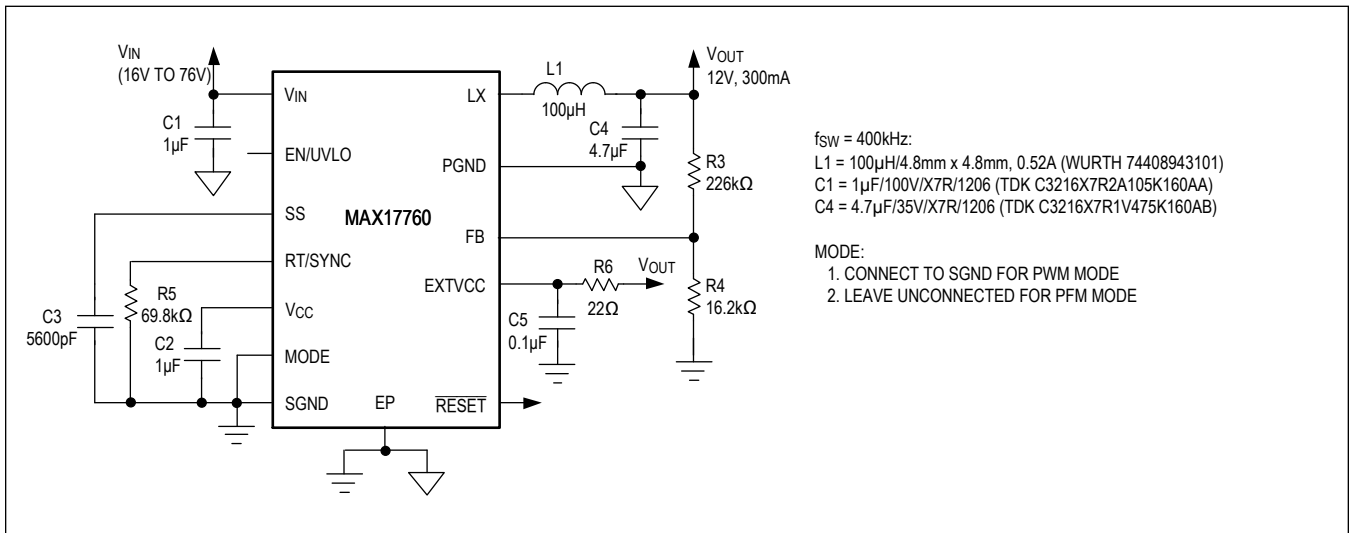 VIN
(16V TO 76V)
C1
1µF
VIN
EN/UVLO
SS
RT/SYNC
VCC
MODE
SGND
EP
MAX17760
LX
PGND
FB
EXTVCC
RESET
C3
5600pF
R5
69.8kΩ
C2
1µF
L1
100µH
C4
4.7µF
VOUT
12V, 300mA
R3
226kΩ
R6
22Ω
VOUT
C5
0.1µF
R4
16.2kΩ
fSW = 400kHz:
L1 = 100µH/4.8mm x 4.8mm, 0.52A (WURTH 74408943101)
C1 = 1µF/100V/X7R/1206 (TDK C3216X7R2A105K160AA)
C4 = 4.7µF/35V/X7R/1206 (TDK C3216X7R1V475K160AB)
MODE:
1. CONNECT TO SGND FOR PWM MODE
2. LEAVE UNCONNECTED FOR PFM MODE